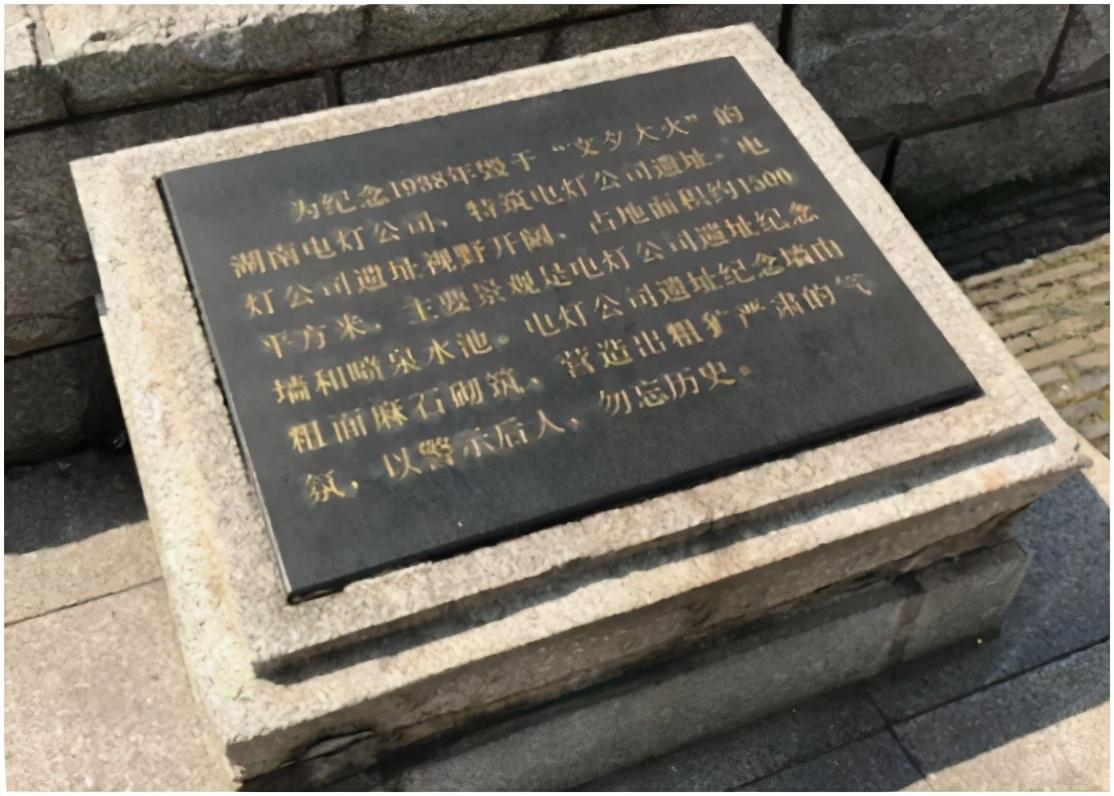 为纪念1938年毁于“文夕大火”的
湖南电灯公司，特筑电灯公司遗址。电
灯公司遗址视野开阔，占地面积约1500
平方米。主要景观是电灯公司遗址纪念
墙和喷泉水池。电灯公司遗址纪念墙由
粗面麻石砌筑，营造出粗犷严肃的气
氛，以警示后人，勿忘历史。